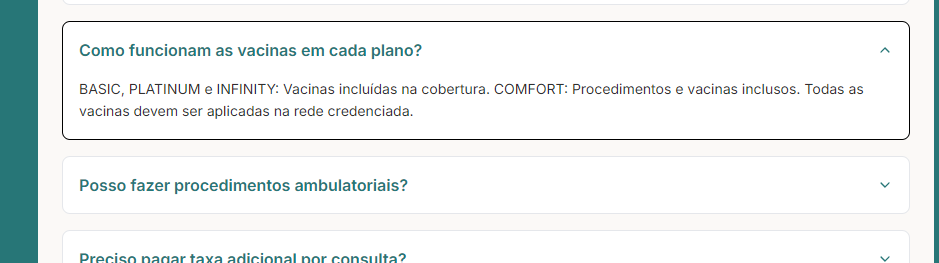 Como funcionam as vacinas em cada plano?
BASIC, PLATINUM e INFINITY: Vacinas incluídas na cobertura. COMFORT: Procedimentos e vacinas inclusos. Todas as
vacinas devem ser aplicadas na rede credenciada.
Posso fazer procedimentos ambulatoriais?
Preciso pagar taxa adicional por consulta?